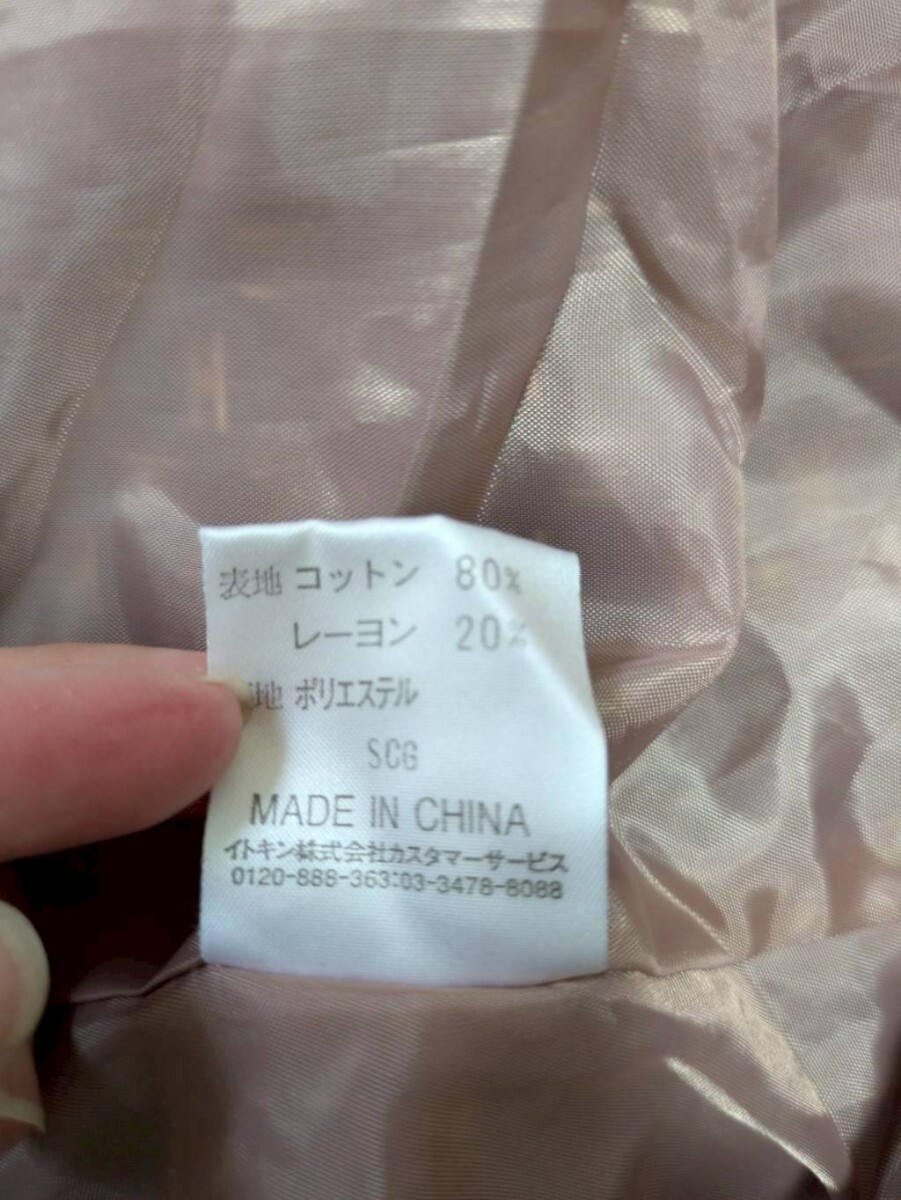 表地 コットン 80%
レーヨン 20%
地 ポリエステル
SCG
MADE IN CHINA
イトキン株式会社カスタマーサービス
0120-888-363:03-3478-8088